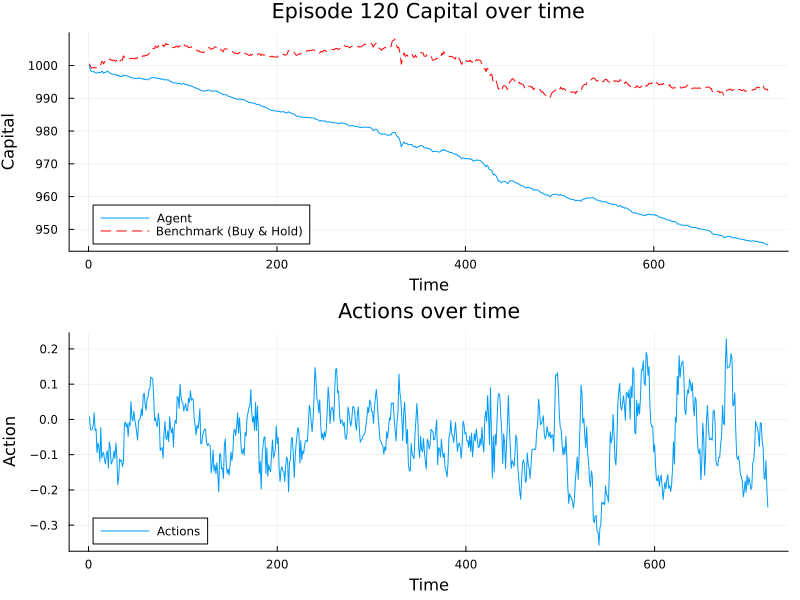 Episode 120 Capital over time
1000
990
980
970
960
950
Capital
Agent
Benchmark (Buy & Hold)
0 200 400 600
Time
Actions over time
0.2
0.1
0.0
−0.1
−0.2
−0.3
Action
Actions
0 200 400 600
Time